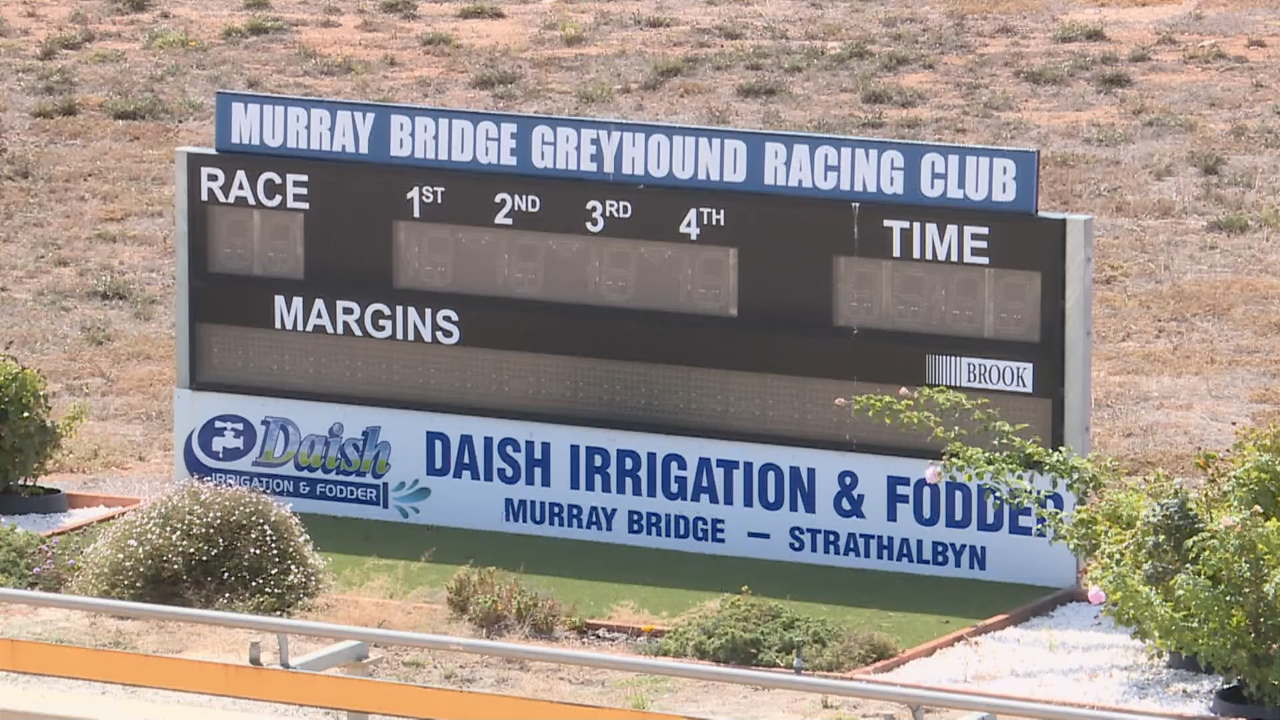 MURRAY BRIDGE GREYHOUND RACING CLUB
RACE 1ST 2ND 3RD 4TH TIME
MARGINS
BROOK
Daish
IRRIGATION & FODDER
DAISH IRRIGATION & FODDER
MURRAY BRIDGE — STRATHALBYN